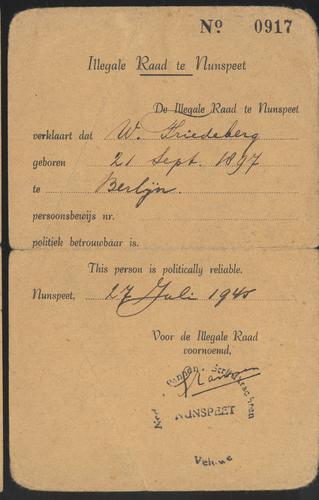 No. 0917
Illegale Raad te Nunspeet
De Illegale Raad te Nunspeet
verklaart dat W. Friedeberg
geboren 21 Sept. 1897
te Berlijn.
persoonsbewijs nr.
politiek betrouwbaar is.
This person is politically reliable.
Nunspeet, 27 Juli 1945
Voor de Illegale Raad
voornoemd,
NUNSPEET
Veluwe